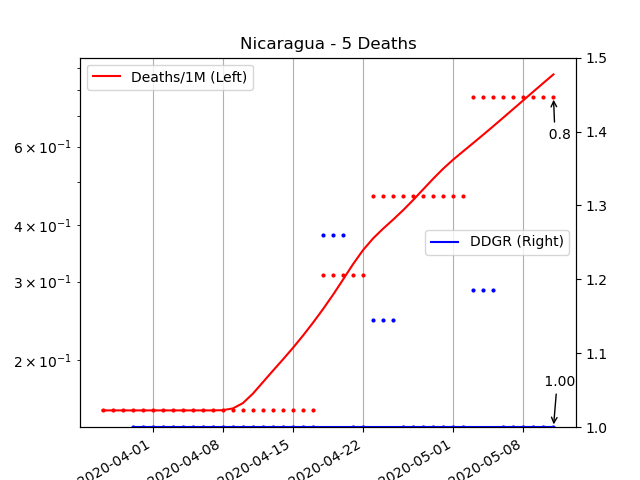 Nicaragua - 5 Deaths
Deaths/1M (Left)
DDGR (Right)
6 × 10⁻¹
4 × 10⁻¹
3 × 10⁻¹
2 × 10⁻¹
1.5
1.4
1.3
1.2
1.1
1.0
0.8
1.00
2020-04-01
2020-04-08
2020-04-15
2020-04-22
2020-05-01
2020-05-08